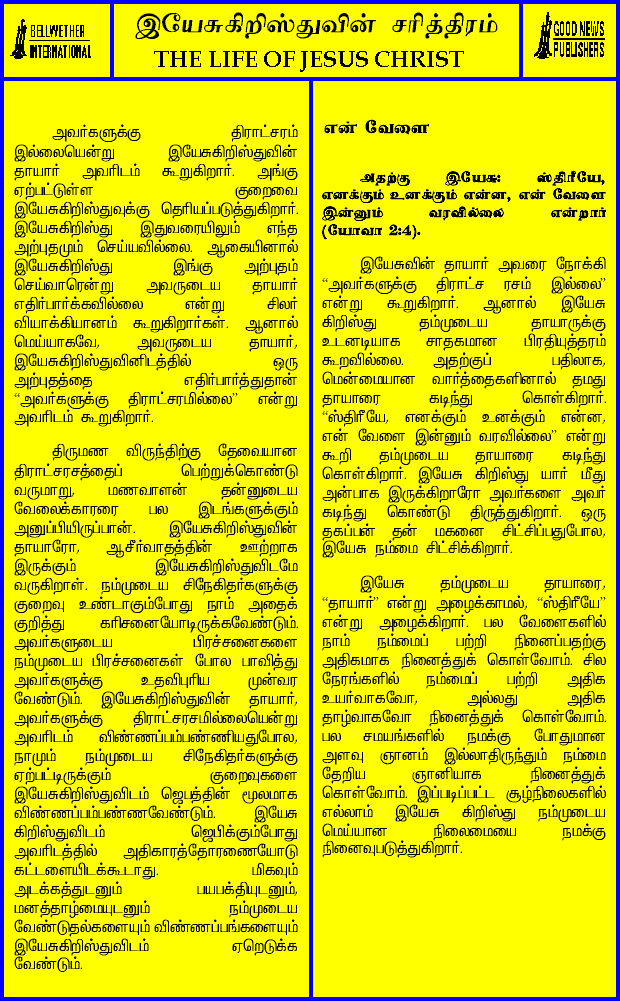 BELLWETHER
INTERNATIONAL
இயேசுகிறிஸ்துவின் சரித்திரம்
THE LIFE OF JESUS CHRIST
GOOD NEWS
PUBLISHERS
அவர்களுக்கு திராட்சரம்
இல்லையென்று இயேசுகிறிஸ்துவின்
தாயார் அவரிடம் கூறுகிறார். அங்கு
ஏற்பட்டுள்ள குறைவை
இயேசுகிறிஸ்துவுக்கு தெரியப்படுத்துகிறார்.
இயேசுகிறிஸ்து இதுவரையிலும் எந்த
அற்புதமும் செய்யவில்லை. ஆகையினால்
இயேசுகிறிஸ்து இங்கு அற்புதம்
செய்வாரென்று அவருடைய தாயார்
எதிர்பார்க்கவில்லை என்று சிலர்
வியாக்கியானம் கூறுகிறார்கள். ஆனால்
மெய்யாகவே, அவருடைய தாயார்,
இயேசுகிறிஸ்துவினிடத்தில் ஒரு
அற்புதத்தை எதிர்பார்த்துதான்
“அவர்களுக்கு திராட்சரமில்லை” என்று
அவரிடம் கூறுகிறார்.
திருமண விருந்திற்கு தேவையான
திராட்சரசத்தைப் பெற்றுக்கொண்டு
வருமாறு, மணவாளன் தன்னுடைய
வேலைக்காரரை பல இடங்களுக்கும்
அனுப்பியிருப்பான். இயேசுகிறிஸ்துவின்
தாயாரோ, ஆசீர்வாதத்தின் ஊற்றாக
இருக்கும் இயேசுகிறிஸ்துவிடமே
வருகிறாள். நம்முடைய சிநேகிதர்களுக்கு
குறைவு உண்டாகும்போது நாம் அதைக்
குறித்து கரிசனையோடிருக்கவேண்டும்.
அவர்களுடைய பிரச்சனைகளை
நம்முடைய பிரச்சனைகள் போல பாவித்து
அவர்களுக்கு உதவிபுரிய முன்வர
வேண்டும். இயேசுகிறிஸ்துவின் தாயார்,
அவர்களுக்கு திராட்சரசமில்லையென்று
அவரிடம் விண்ணப்பம்பண்ணியதுபோல,
நாமும் நம்முடைய சிநேகிதர்களுக்கு
ஏற்பட்டிருக்கும் குறைவுகளை
இயேசுகிறிஸ்துவிடம் ஜெபத்தின் மூலமாக
விண்ணப்பம்பண்ணவேண்டும். இயேசு
கிறிஸ்துவிடம் ஜெபிக்கும்போது
அவரிடத்தில் அதிகாரத்தோரணையோடு
கட்டளையிடக்கூடாது. மிகவும்
அடக்கத்துடனும் பயபக்தியுடனும்,
மனத்தாழ்மையுடனும் நம்முடைய
வேண்டுதல்களையும் விண்ணப்பங்களையும்
இயேசுகிறிஸ்துவிடம் ஏறெடுக்க
வேண்டும்.
என் வேளை
அதற்கு இயேசு: ஸ்திரீயே,
எனக்கும் உனக்கும் என்ன, என் வேளை
இன்னும் வரவில்லை என்றார்
(யோவா 2:4).
இயேசுவின் தாயார் அவரை நோக்கி
“அவர்களுக்கு திராட்ச ரசம் இல்லை”
என்று கூறுகிறார். ஆனால் இயேசு
கிறிஸ்து தம்முடைய தாயாருக்கு
உடனடியாக சாதகமான பிரதியுத்தரம்
கூறவில்லை. அதற்குப் பதிலாக,
மென்மையான வார்த்தைகளினால் தமது
தாயாரை கடிந்து கொள்கிறார்.
“ஸ்திரீயே, எனக்கும் உனக்கும் என்ன,
என் வேளை இன்னும் வரவில்லை” என்று
கூறி தம்முடைய தாயாரை கடிந்து
கொள்கிறார். இயேசு கிறிஸ்து யார் மீது
அன்பாக இருக்கிறாரோ அவர்களை அவர்
கடிந்து கொண்டு திருத்துகிறார். ஒரு
தகப்பன் தன் மகனை சிட்சிப்பதுபோல,
இயேசு நம்மை சிட்சிக்கிறார்.
இயேசு தம்முடைய தாயாரை,
“தாயார்” என்று அழைக்காமல், “ஸ்திரீயே”
என்று அழைக்கிறார். பல வேளைகளில்
நாம் நம்மைப் பற்றி நினைப்பதற்கு
அதிகமாக நினைத்துக் கொள்வோம். சில
நேரங்களில் நம்மைப் பற்றி அதிக
உயர்வாகவோ, அல்லது அதிக
தாழ்வாகவோ நினைத்துக் கொள்வோம்.
பல சமயங்களில் நமக்கு போதுமான
அளவு ஞானம் இல்லாதிருந்தும் நம்மை
தேறிய ஞானியாக நினைத்துக்
கொள்வோம். இப்படிப்பட்ட சூழ்நிலைகளில்
எல்லாம் இயேசு கிறிஸ்து நம்முடைய
மெய்யான நிலைமையை நமக்கு
நினைவுபடுத்துகிறார்.